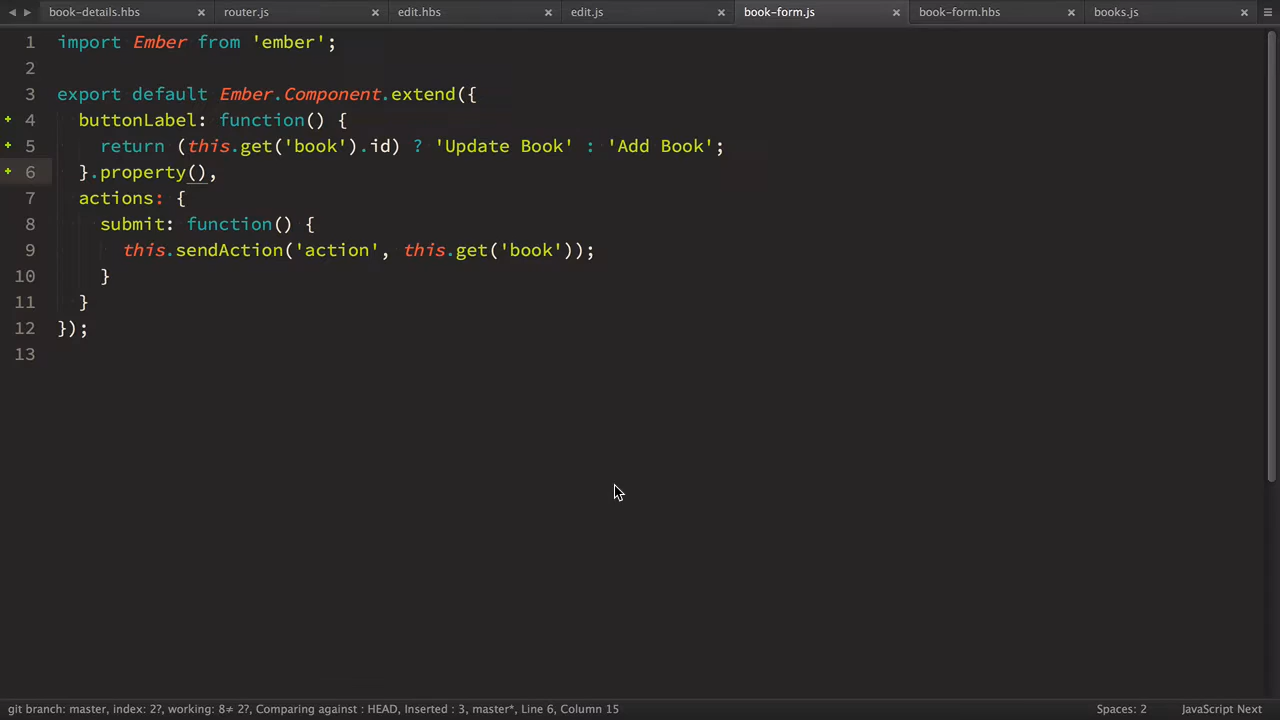 book-details.hbs router.js edit.hbs edit.js book-form.js book-form.hbs books.js
1 import Ember from 'ember';
2
3 export default Ember.Component.extend({
4 buttonLabel: function() {
5 return (this.get('book').id) ? 'Update Book' : 'Add Book';
6 }.property(),
7 actions: {
8 submit: function() {
9 this.sendAction('action', this.get('book'));
10 }
11 }
12 });
13
git branch: master, index: 2?, working: 8≠ 2?, Comparing against : HEAD, Inserted : 3, master*, Line 6, Column 15 Spaces: 2 JavaScript Next